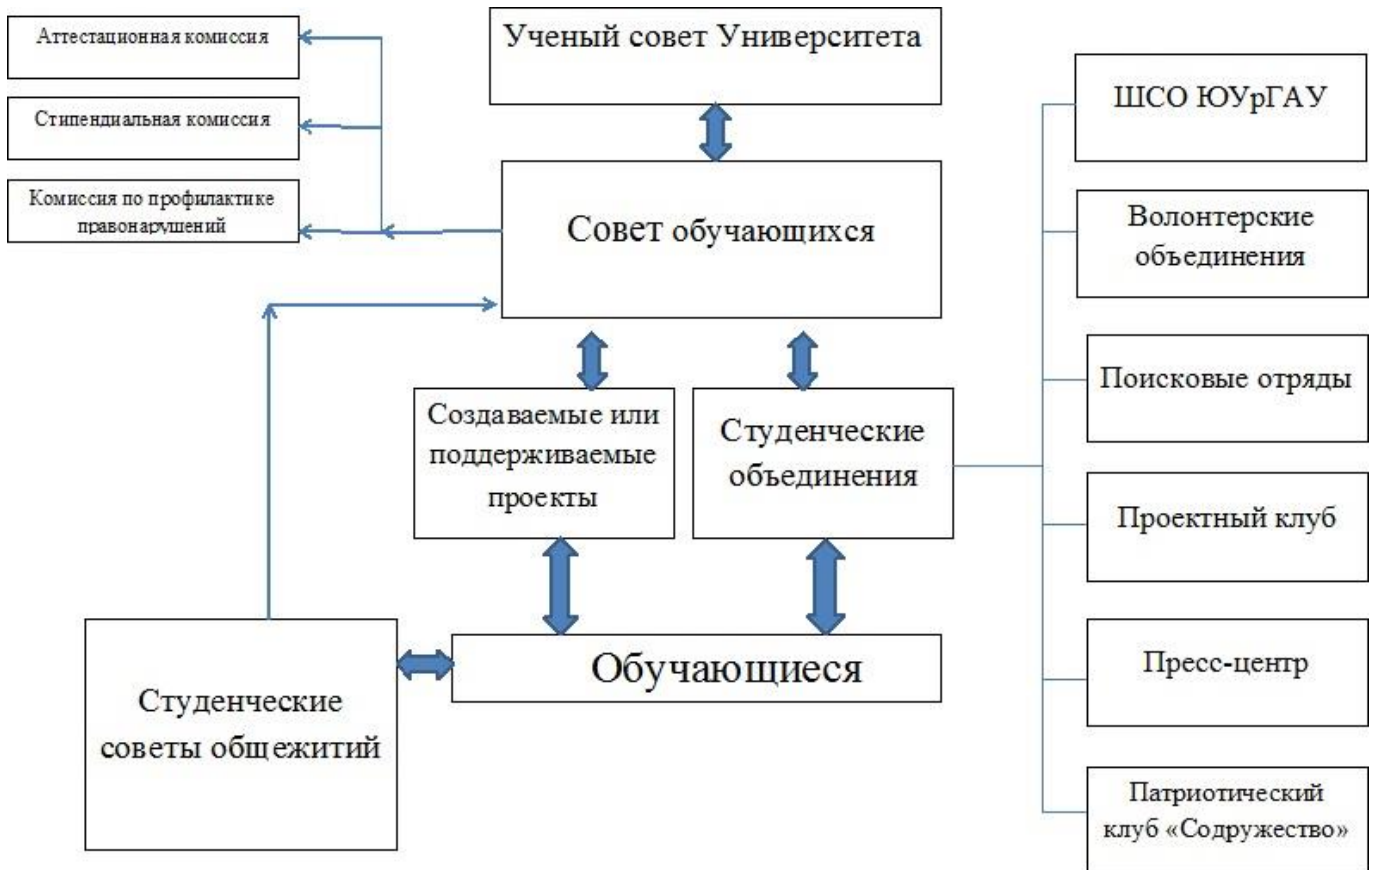 Аттестационная комиссия
Стипендиальная комиссия
Комиссия по профилактике
правонарушений
Ученый совет Университета
Совет обучающихся
Создаваемые или
поддерживаемые
проекты
Студенческие
объединения
Обучающиеся
Студенческие
советы общежитий
ШСО ЮУрГАУ
Волонтерские
объединения
Поисковые отряды
Проектный клуб
Пресс-центр
Патриотический
клуб «Содружество»